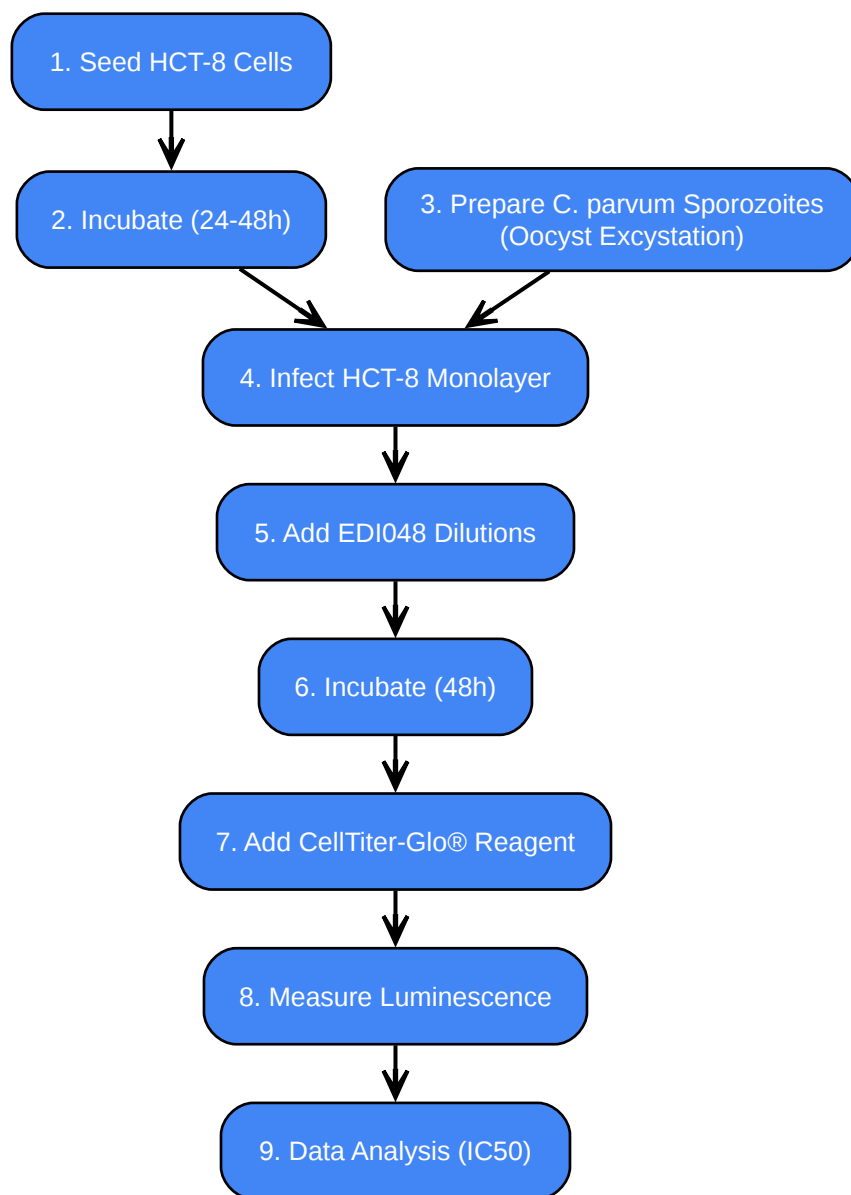 1. Seed HCT-8 Cells
2. Incubate (24-48h)
3. Prepare C. parvum Sporozoites
(Oocyst Excystation)
4. Infect HCT-8 Monolayer
5. Add EDI048 Dilutions
6. Incubate (48h)
7. Add CellTiter-Glo® Reagent
8. Measure Luminescence
9. Data Analysis (IC50)